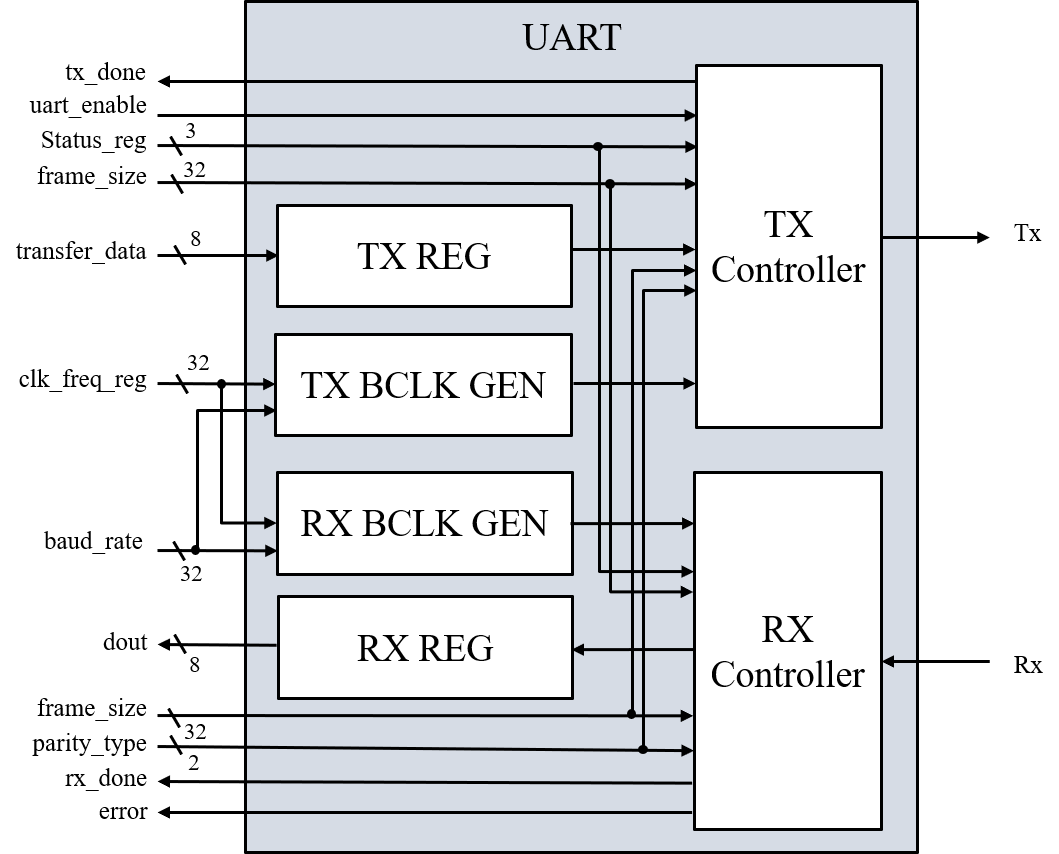 UART
tx_done
uart_enable
Status_reg
3
frame_size
32
transfer_data
8
TX REG
TX
Controller
Tx
clk_freq_reg
32
TX BCLK GEN
RX BCLK GEN
baud_rate
32
dout
8
RX REG
RX
Controller
Rx
frame_size
32
parity_type
2
rx_done
error